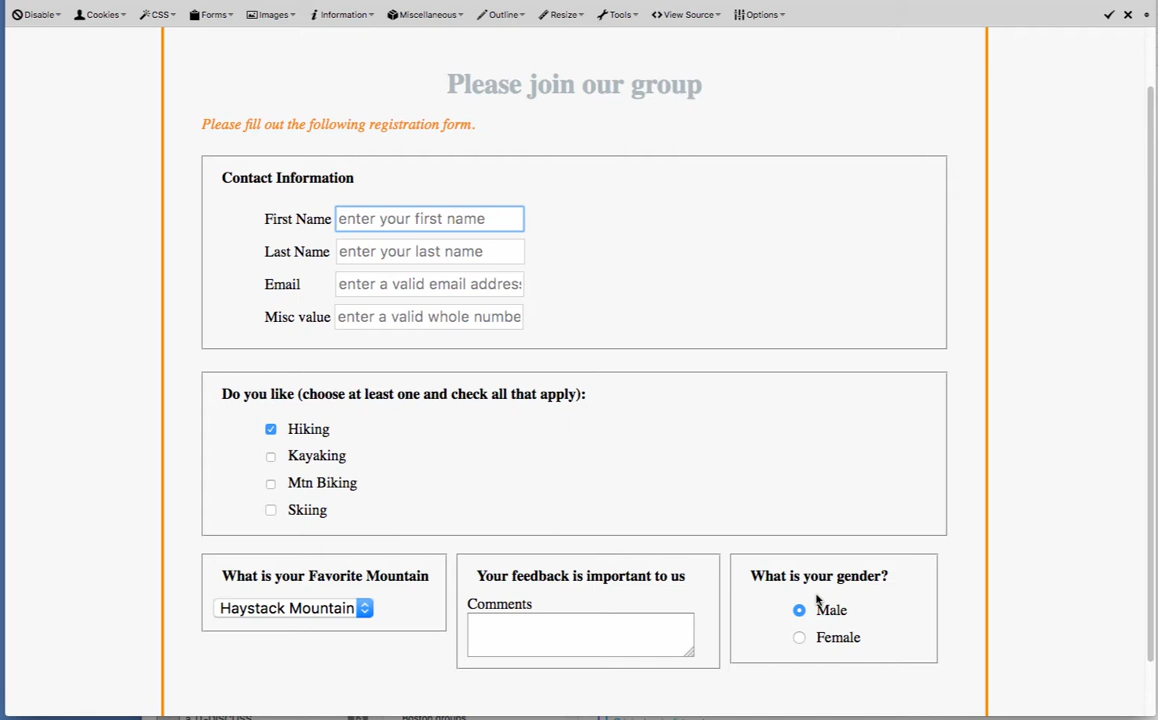 Disable Cookies CSS Forms Images Information Miscellaneous Outline Resize Tools View Source Options
Please join our group
Please fill out the following registration form.
Contact Information
First Name enter your first name
Last Name enter your last name
Email enter a valid email address
Misc value enter a valid whole numbe
Do you like (choose at least one and check all that apply):
Hiking
Kayaking
Mtn Biking
Skiing
What is your Favorite Mountain
Haystack Mountain
Your feedback is important to us
Comments
What is your gender?
Male
Female